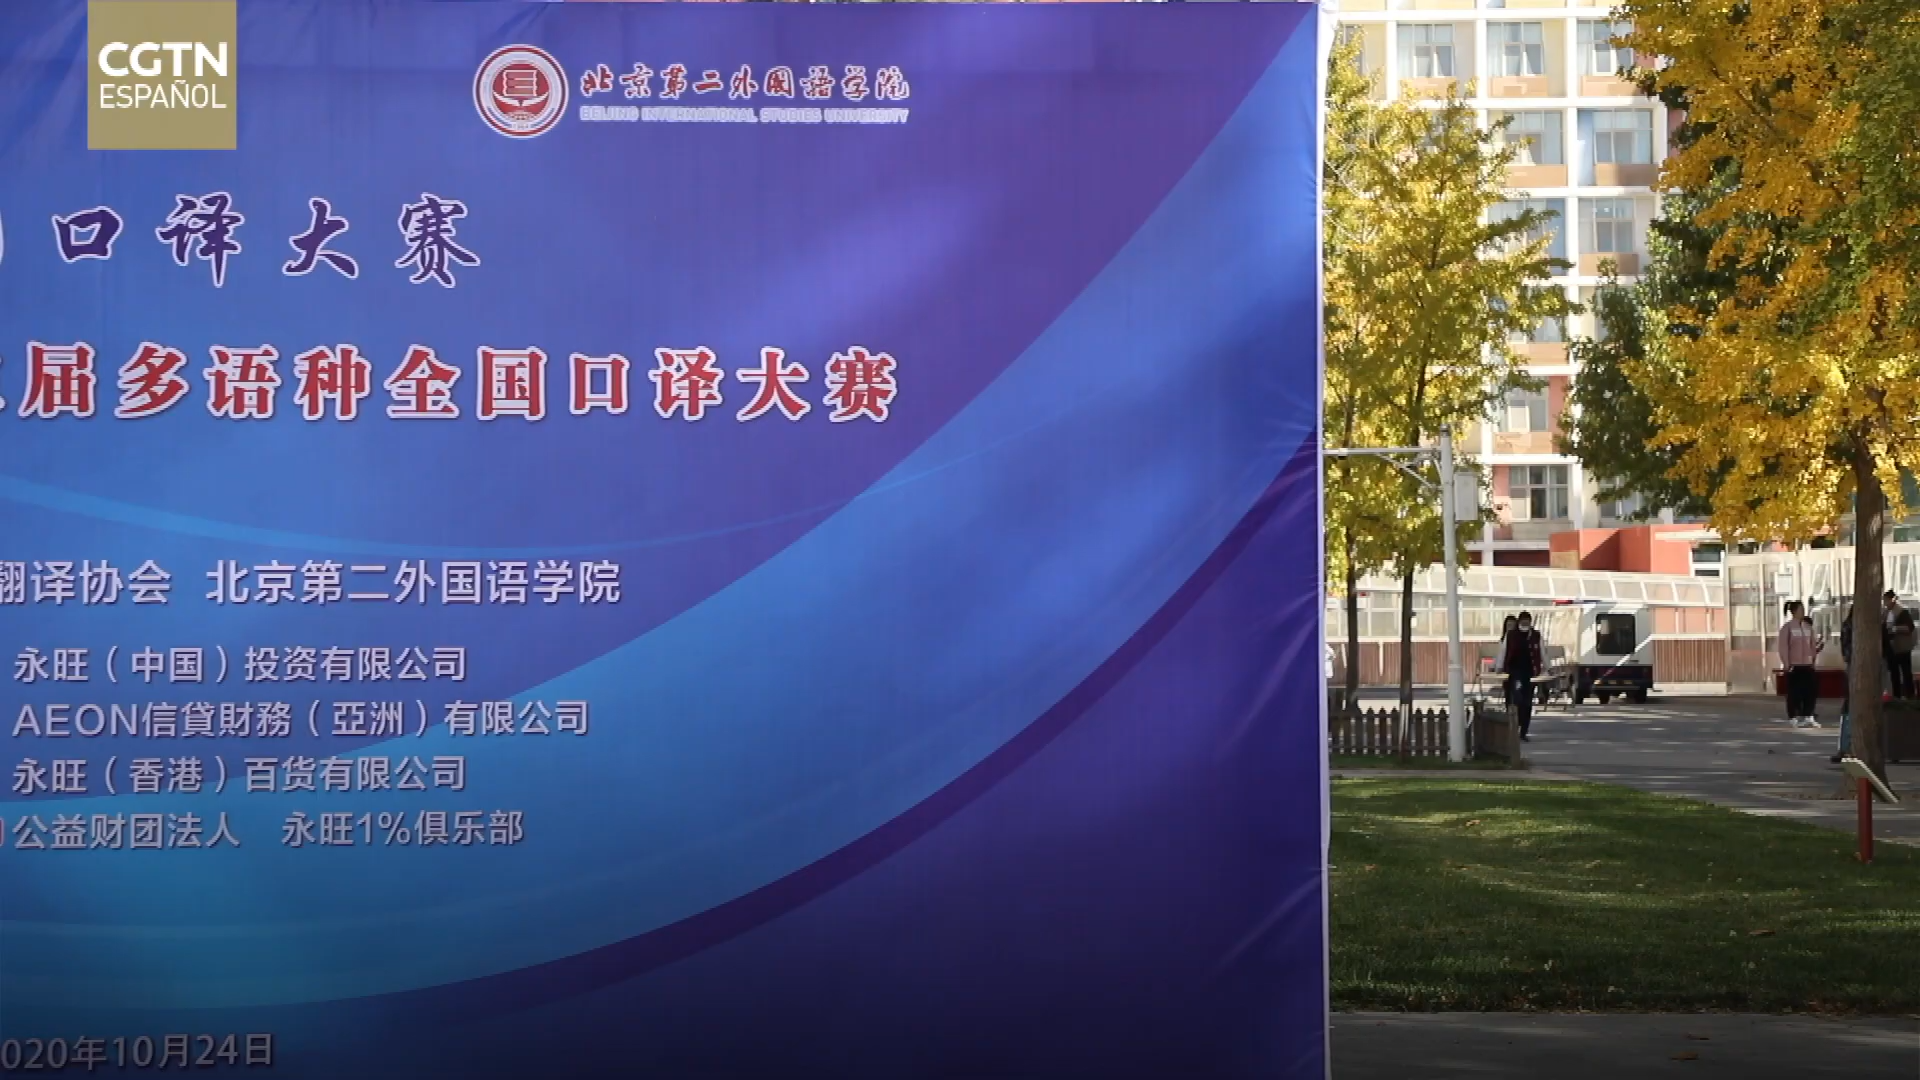 CGTN
ESPAÑOL
北京第二外国语学院
BEIJING INTERNATIONAL STUDIES UNIVERSITY
口译大赛
届多语种全国口译大赛
翻译协会 北京第二外国语学院
永旺（中国）投资有限公司
AEON信貸財務（亞洲）有限公司
永旺（香港）百货有限公司
公益财团法人 永旺1%俱乐部
020年10月24日